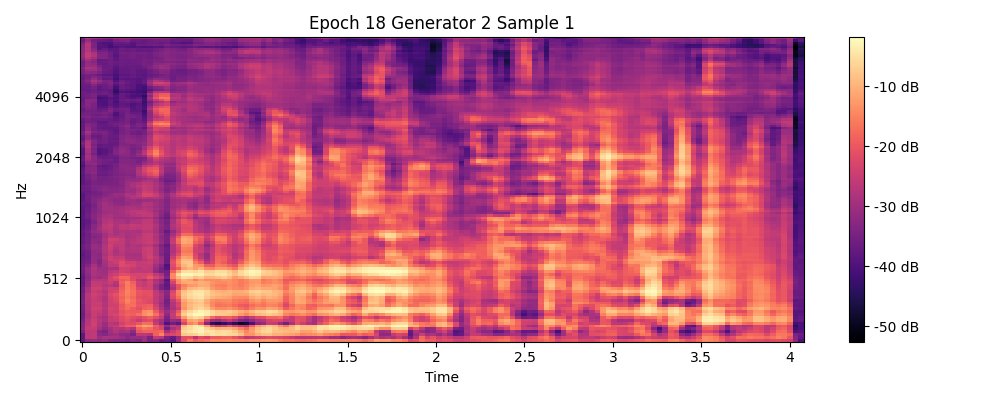 Epoch 18 Generator 2 Sample 1
Hz
4096
2048
1024
512
0
0 0.5 1 1.5 2 2.5 3 3.5 4
Time
-10 dB
-20 dB
-30 dB
-40 dB
-50 dB